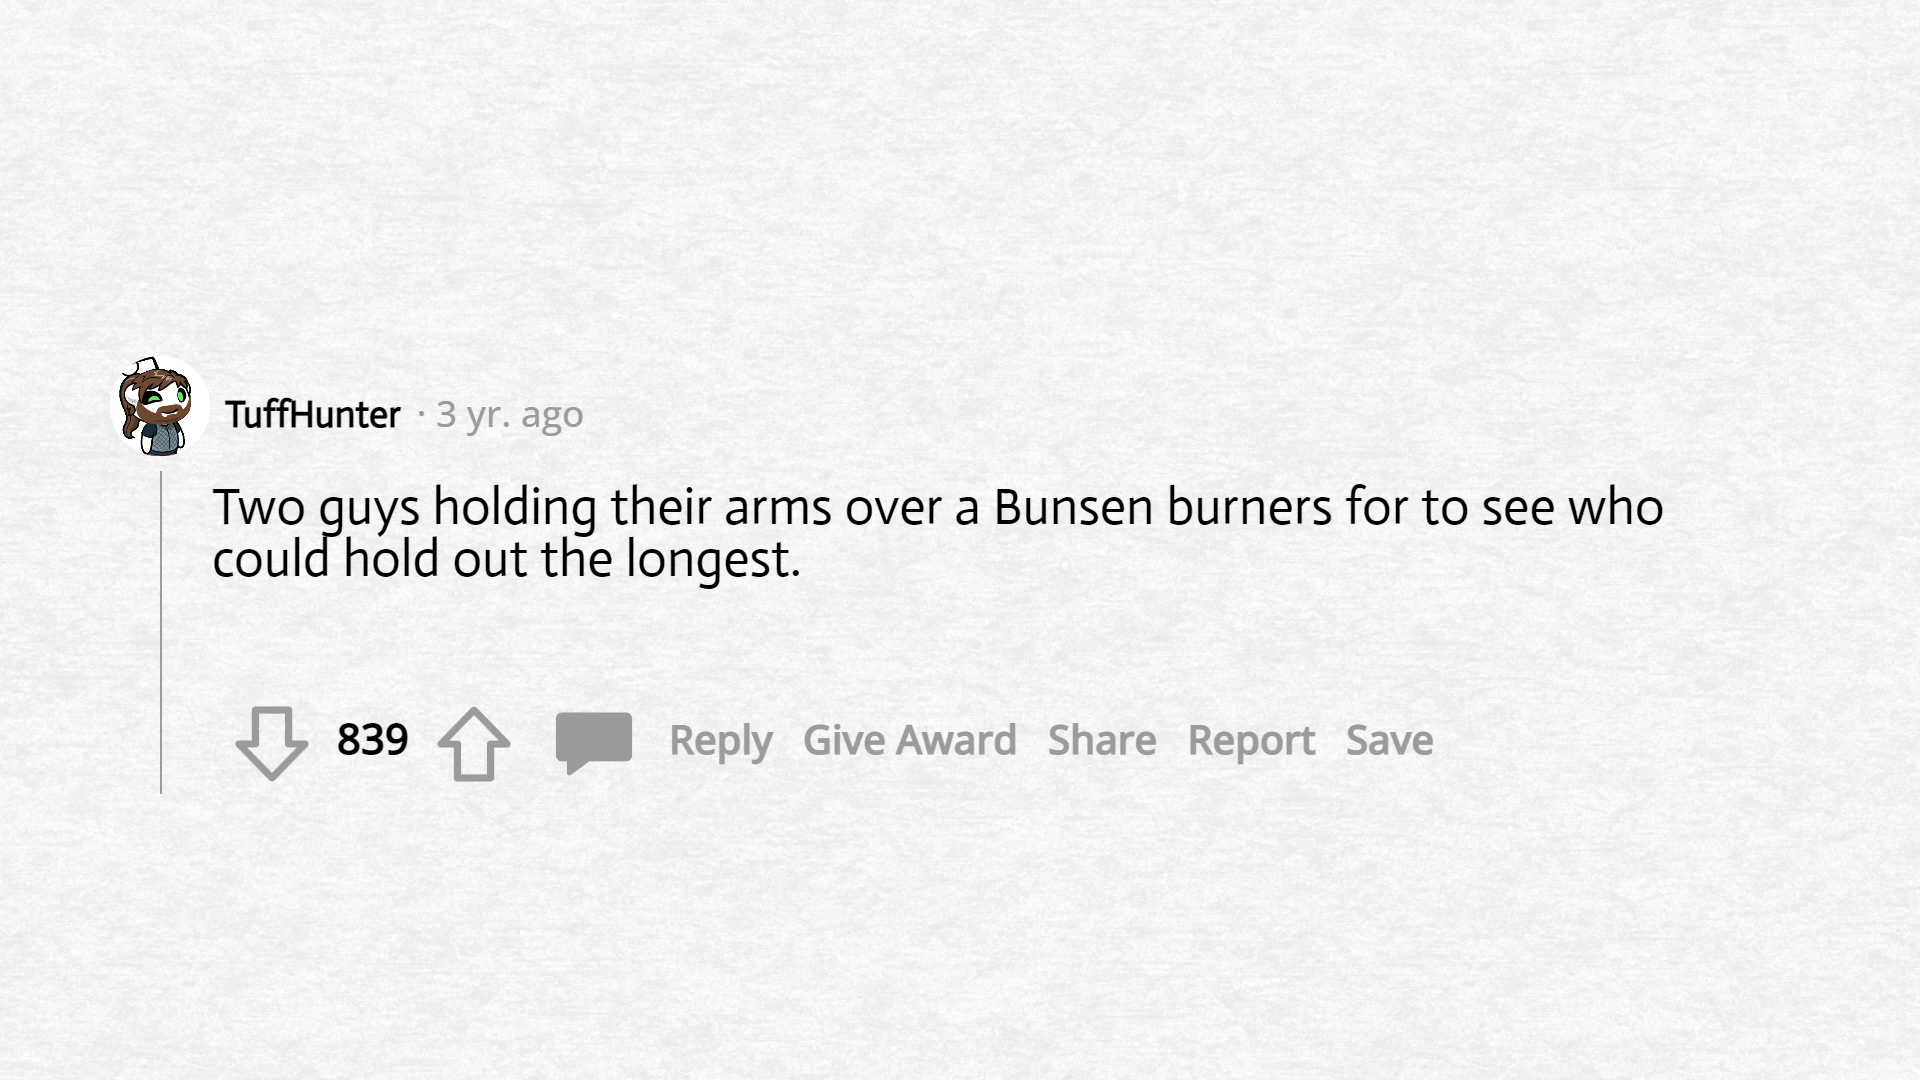 TuffHunter · 3 yr. ago
Two guys holding their arms over a Bunsen burners for to see who
could hold out the longest.
839 Reply Give Award Share Report Save